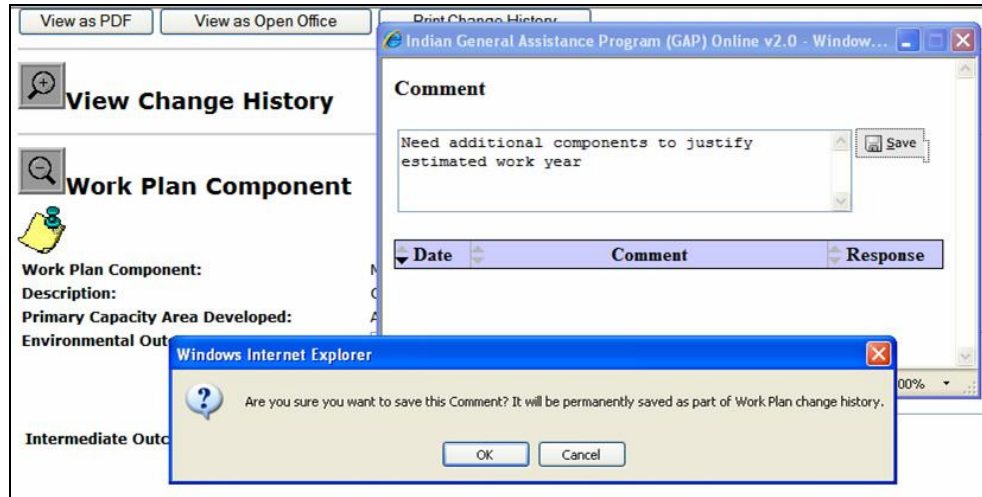 View as PDF
View as Open Office
Print Change History
Indian General Assistance Program (GAP) Online v2.0 - Window...
View Change History
Comment
Need additional components to justify
estimated work year
Save
Work Plan Component
Date
Comment
Response
Work Plan Component:
Description:
Primary Capacity Area Developed:
Environmental Out
Windows Internet Explorer
00%
Are you sure you want to save this Comment? It will be permanently saved as part of Work Plan change history.
Intermediate Outc
OK
Cancel